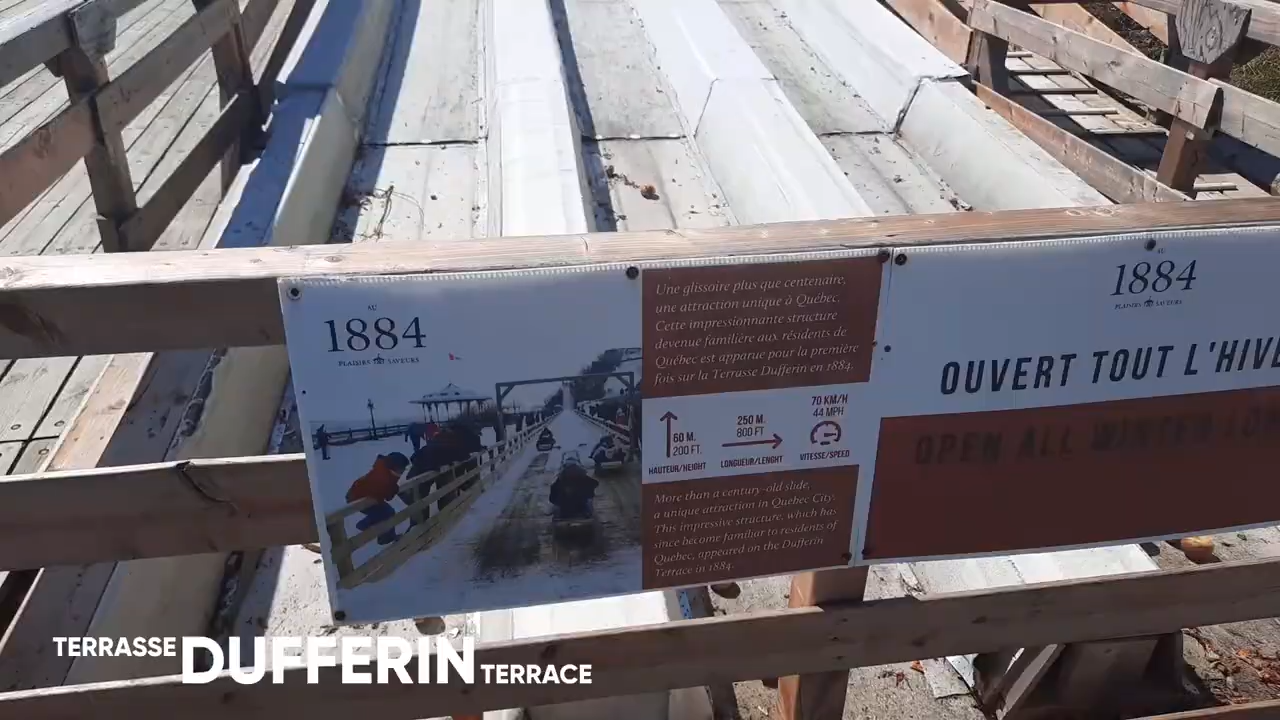 AU
1884
PLAISIRS SAVEURS
Une glissoire plus que centenaire,
une attraction unique à Québec.
Cette impressionnante structure
devenue familière aux résidents de
Québec est apparue pour la première
fois sur la Terrasse Dufferin en 1884.
60 M.
200 FT.
HAUTEUR/HEIGHT
250 M.
800 FT
LONGUEUR/LENGHT
70 KM/H
44 MPH
VITESSE/SPEED
More than a century-old slide,
a unique attraction in Quebec City.
This impressive structure, which has
since become familiar to residents of
Quebec, appeared on the Dufferin
Terrace in 1884.
AU
1884
PLAISIRS SAVEURS
OUVERT TOUT L'HIVE
OPEN ALL WINTER LO
TERRASSE DUFFERIN TERRACE